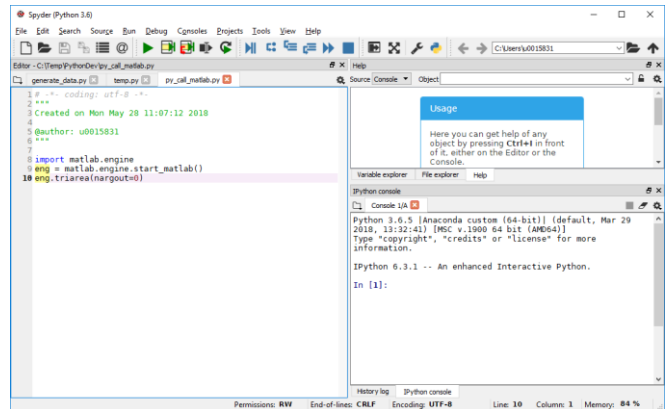 Spyder (Python 3.6)
File Edit Search Source Run Debug Consoles Projects Tools View Help
C:\Users\u0015831
Editor - C:\Temp\PythonDev\py_call_matlab.py
generate_data.py temp.py py_call_matlab.py
1 # -*- coding: utf-8 -*-
2 """
3 Created on Mon May 28 11:07:12 2018
4
5 @author: u0015831
6 """
7
8 import matlab.engine
9 eng = matlab.engine.start_matlab()
10 eng.triarea(nargout=0)
Help
Source Console Object
Usage
Here you can get help of any
object by pressing Ctrl+I in front
of it, either on the Editor or the
Console.
Variable explorer File explorer Help
IPython console
Console 1/A
Python 3.6.5 |Anaconda custom (64-bit)| (default, Mar 29
2018, 13:32:41) [MSC v.1900 64 bit (AMD64)]
Type "copyright", "credits" or "license" for more
information.
IPython 6.3.1 -- An enhanced Interactive Python.
In [1]:
History log IPython console
Permissions: RW End-of-lines: CRLF Encoding: UTF-8 Line: 10 Column: 1 Memory: 84 %